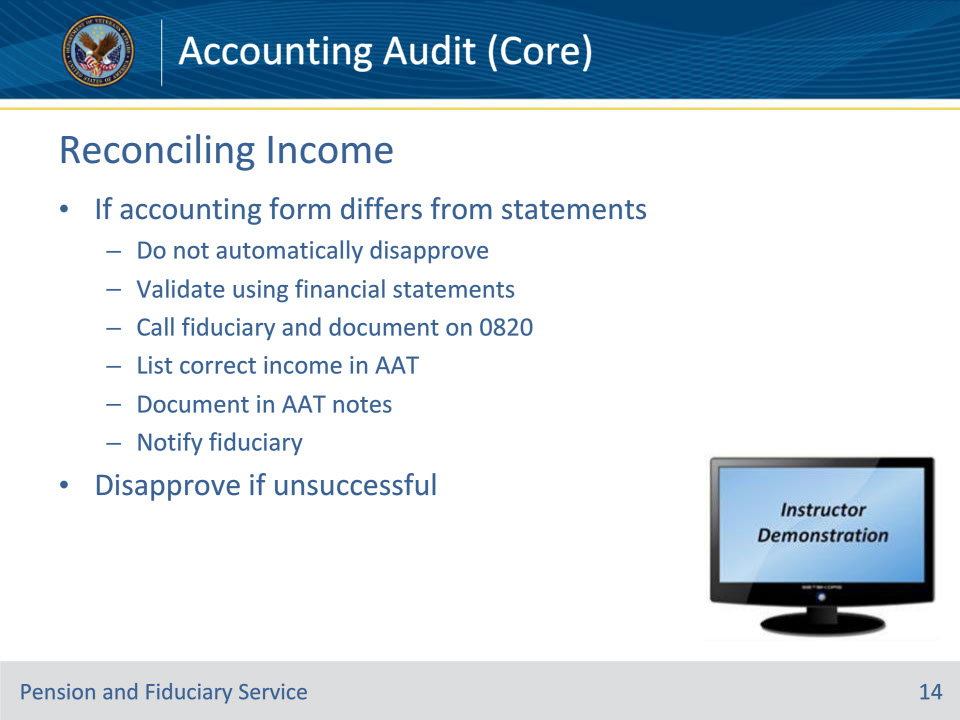 Accounting Audit (Core)
Reconciling Income
• If accounting form differs from statements
– Do not automatically disapprove
– Validate using financial statements
– Call fiduciary and document on 0820
– List correct income in AAT
– Document in AAT notes
– Notify fiduciary
• Disapprove if unsuccessful
Instructor
Demonstration
Pension and Fiduciary Service
14